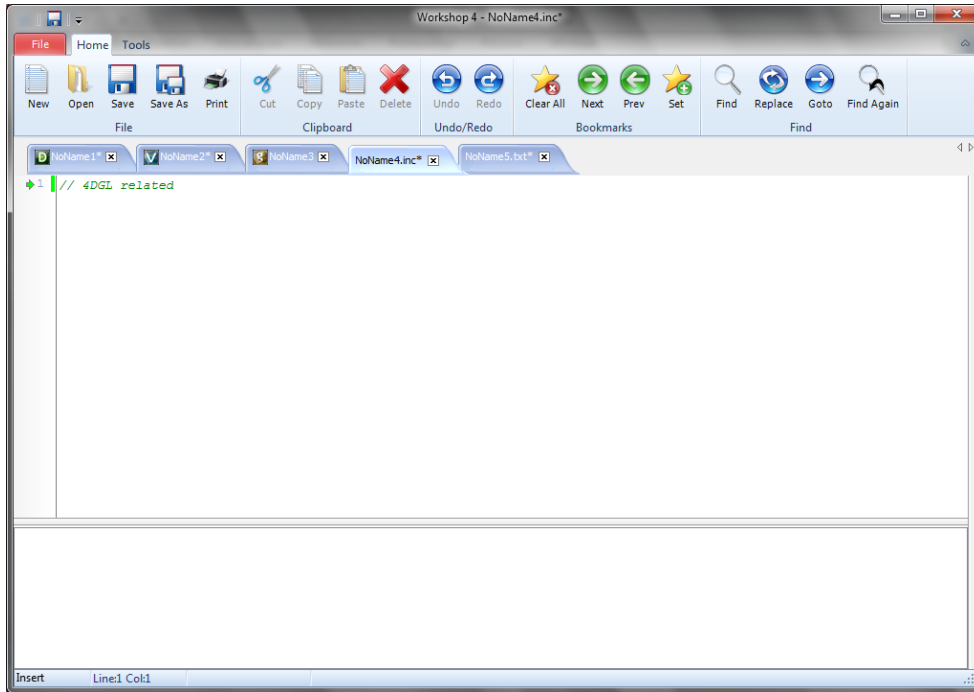 Workshop 4 - NoName4.inc*
File Home Tools
New Open Save Save As Print Cut Copy Paste Delete Undo Redo Clear All Next Prev Set Find Replace Goto Find Again
File Clipboard Undo/Redo Bookmarks Find
NoName1* NoName2* NoName3 NoName4.inc* NoName5.txt*
1 // 4DGL related
Insert Line:1 Col:1